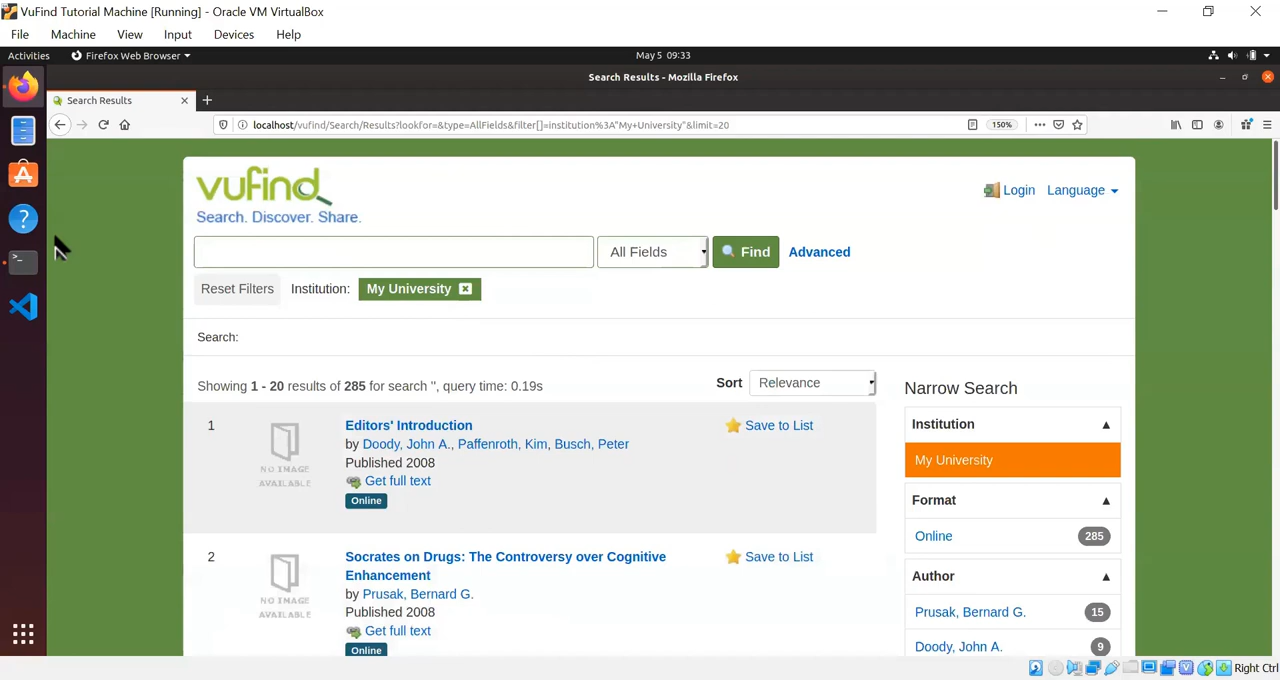 VuFind Tutorial Machine [Running] - Oracle VM VirtualBox
File Machine View Input Devices Help
Activities Firefox Web Browser May 5 09:33
Search Results - Mozilla Firefox
Search Results
localhost/vufind/Search/Results?lookfor=&type=AllFields&filter[]=institution%3A"My+University"&limit=20 150%
vufind
Search. Discover. Share.
Login Language
All Fields Find Advanced
Reset Filters Institution: My University
Search:
Showing 1 - 20 results of 285 for search '', query time: 0.19s
Sort Relevance
1
NO IMAGE
AVAILABLE
Editors' Introduction
by Doody, John A., Paffenroth, Kim, Busch, Peter
Published 2008
Get full text
Online
Save to List
2
NO IMAGE
AVAILABLE
Socrates on Drugs: The Controversy over Cognitive
Enhancement
by Prusak, Bernard G.
Published 2008
Get full text
Online
Save to List
Narrow Search
Institution
My University
Format
Online 285
Author
Prusak, Bernard G. 15
Doody, John A. 9
Right Ctrl